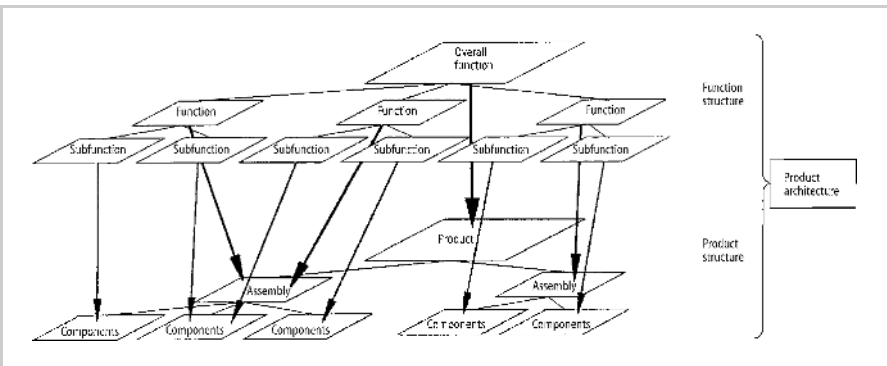 Overall
function
Function
structure
Function
Function
Function
Subfunction
Subfunction
Subfunction
Subfunction
Subfunction
Subfunction
Product
architecture
Product
Product
structure
Assembly
Assembly
Components
Components
Components
Components
Components